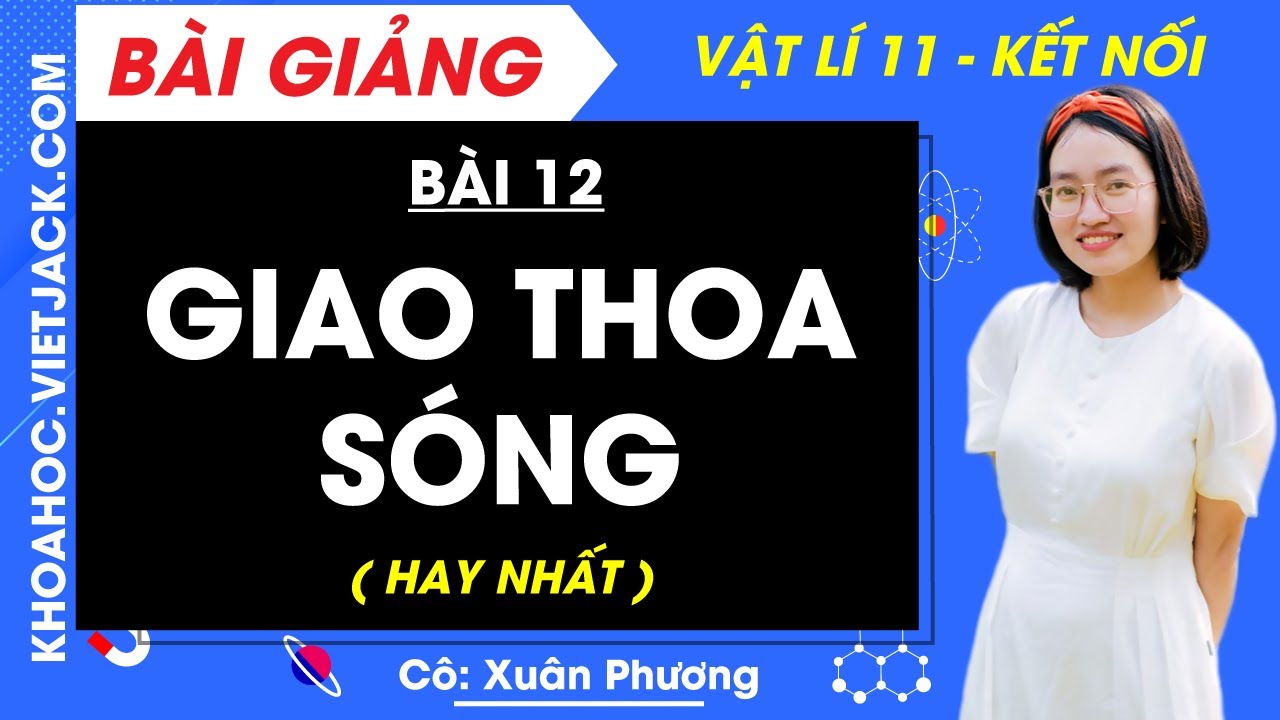 BÀI GIẢNG
VẬT LÍ 11 - KẾT NỐI
KHOAHOC.VIETJACK.COM
BÀI 12
GIAO THOA
SÓNG
( HAY NHẤT )
Cô: Xuân Phương